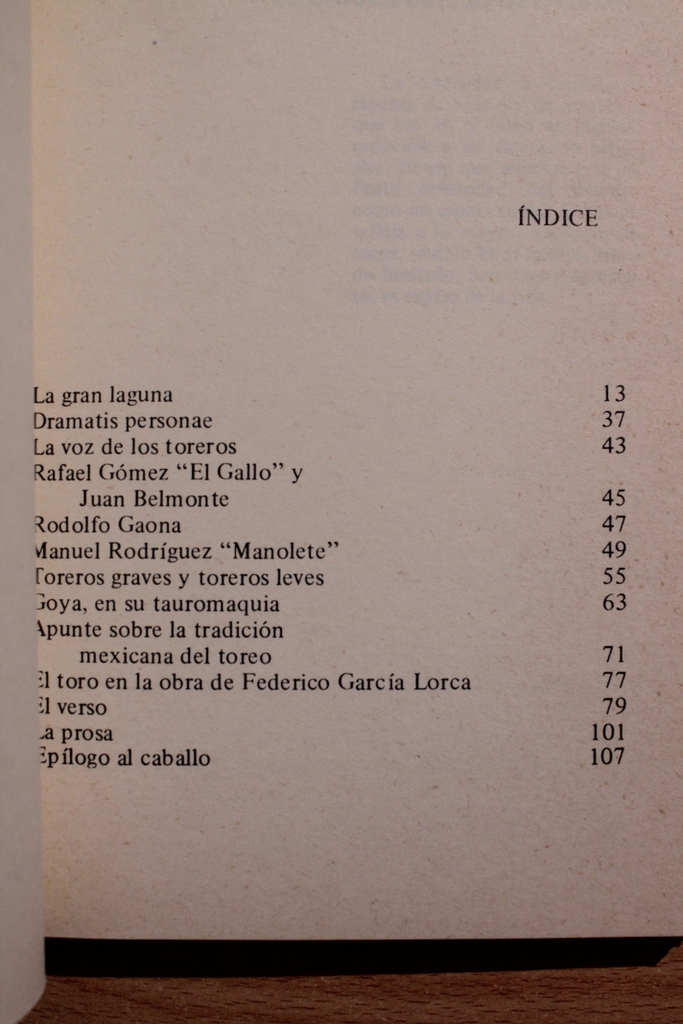 ÍNDICE
La gran laguna 13
Dramatis personae 37
La voz de los toreros 43
Rafael Gómez “El Gallo” y
Juan Belmonte 45
Rodolfo Gaona 47
Manuel Rodríguez “Manolete” 49
Toreros graves y toreros leves 55
Goya, en su tauromaquia 63
Apunte sobre la tradición
mexicana del toreo 71
El toro en la obra de Federico García Lorca 77
El verso 79
La prosa 101
Epílogo al caballo 107